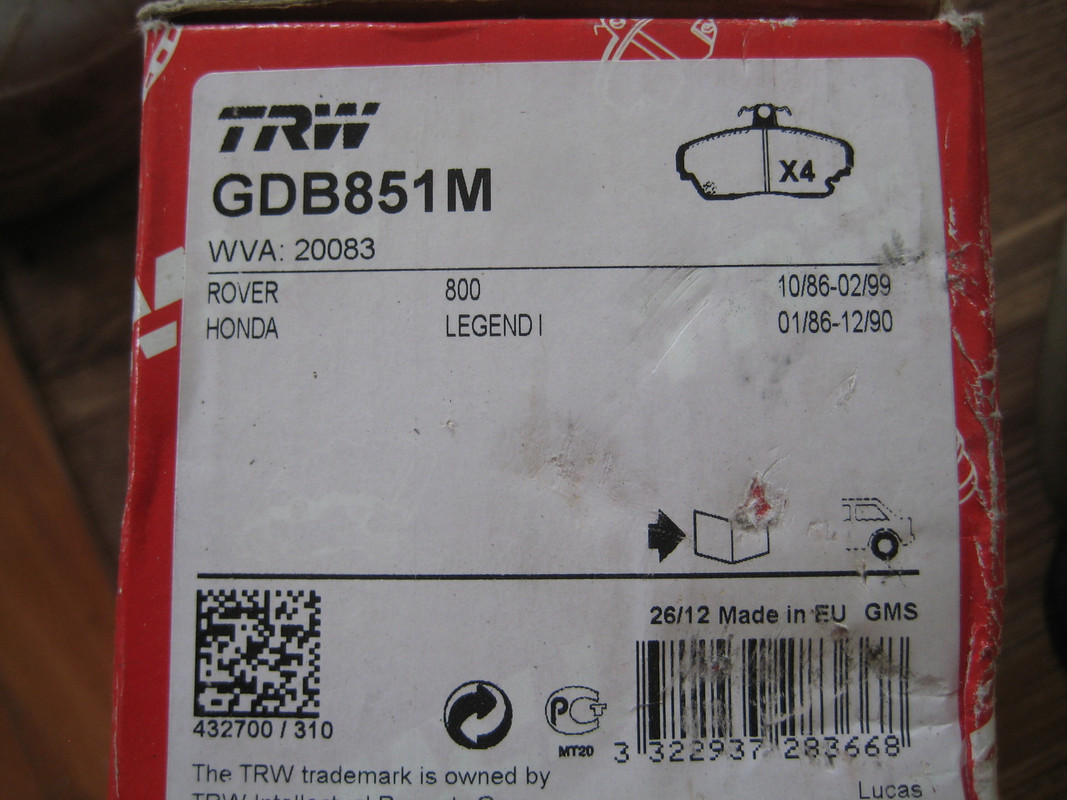 TRW
GDB851M
X4
WVA: 20083
ROVER 800 10/86-02/99
HONDA LEGEND I 01/86-12/90
26/12 Made in EU GMS
432700 / 310
PCT
MT20
3 322937 283668
The TRW trademark is owned by
Lucas